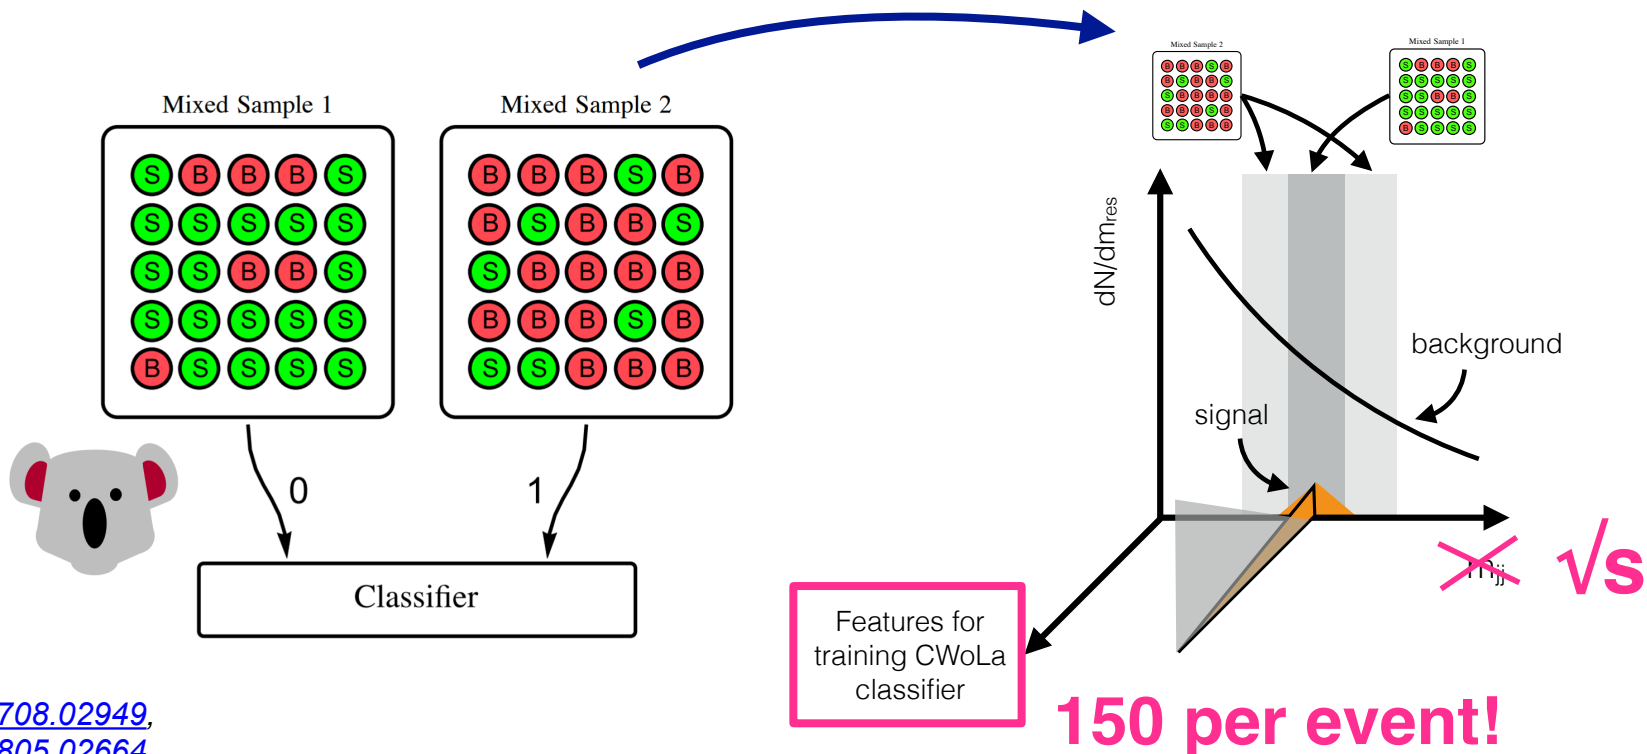 Mixed Sample 1
S B B B S
S S S S S
S S B B S
S S S S S
B S S S S
Mixed Sample 2
B B B S B
B S B B S
S B B B B
B B B S B
S S B B B
0
1
Classifier
708.02949,
805.02664
Mixed Sample 2
B B B S B
B S B B S
S B B B B
B B B S B
S S B B B
Mixed Sample 1
S B B B S
S S S S S
S S B B S
S S S S S
B S S S S
dN/dmres
background
signal
mjj
√s
Features for
training CWoLa
classifier
150 per event!